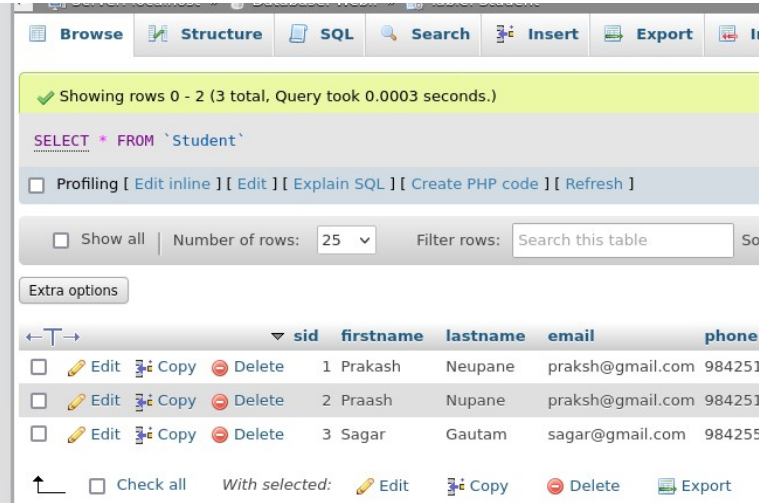 Browse Structure SQL Search Insert Export
Showing rows 0 - 2 (3 total, Query took 0.0003 seconds.)
SELECT * FROM `Student`
Profiling [ Edit inline ] [ Edit ] [ Explain SQL ] [ Create PHP code ] [ Refresh ]
Show all | Number of rows: 25 Filter rows: Search this table So
Extra options
←T→ sid firstname lastname email phone
Edit Copy Delete 1 Prakash Neupane praksh@gmail.com 984251
Edit Copy Delete 2 Praash Nupane praksh@gmail.com 984251
Edit Copy Delete 3 Sagar Gautam sagar@gmail.com 984255
Check all With selected: Edit Copy Delete Export